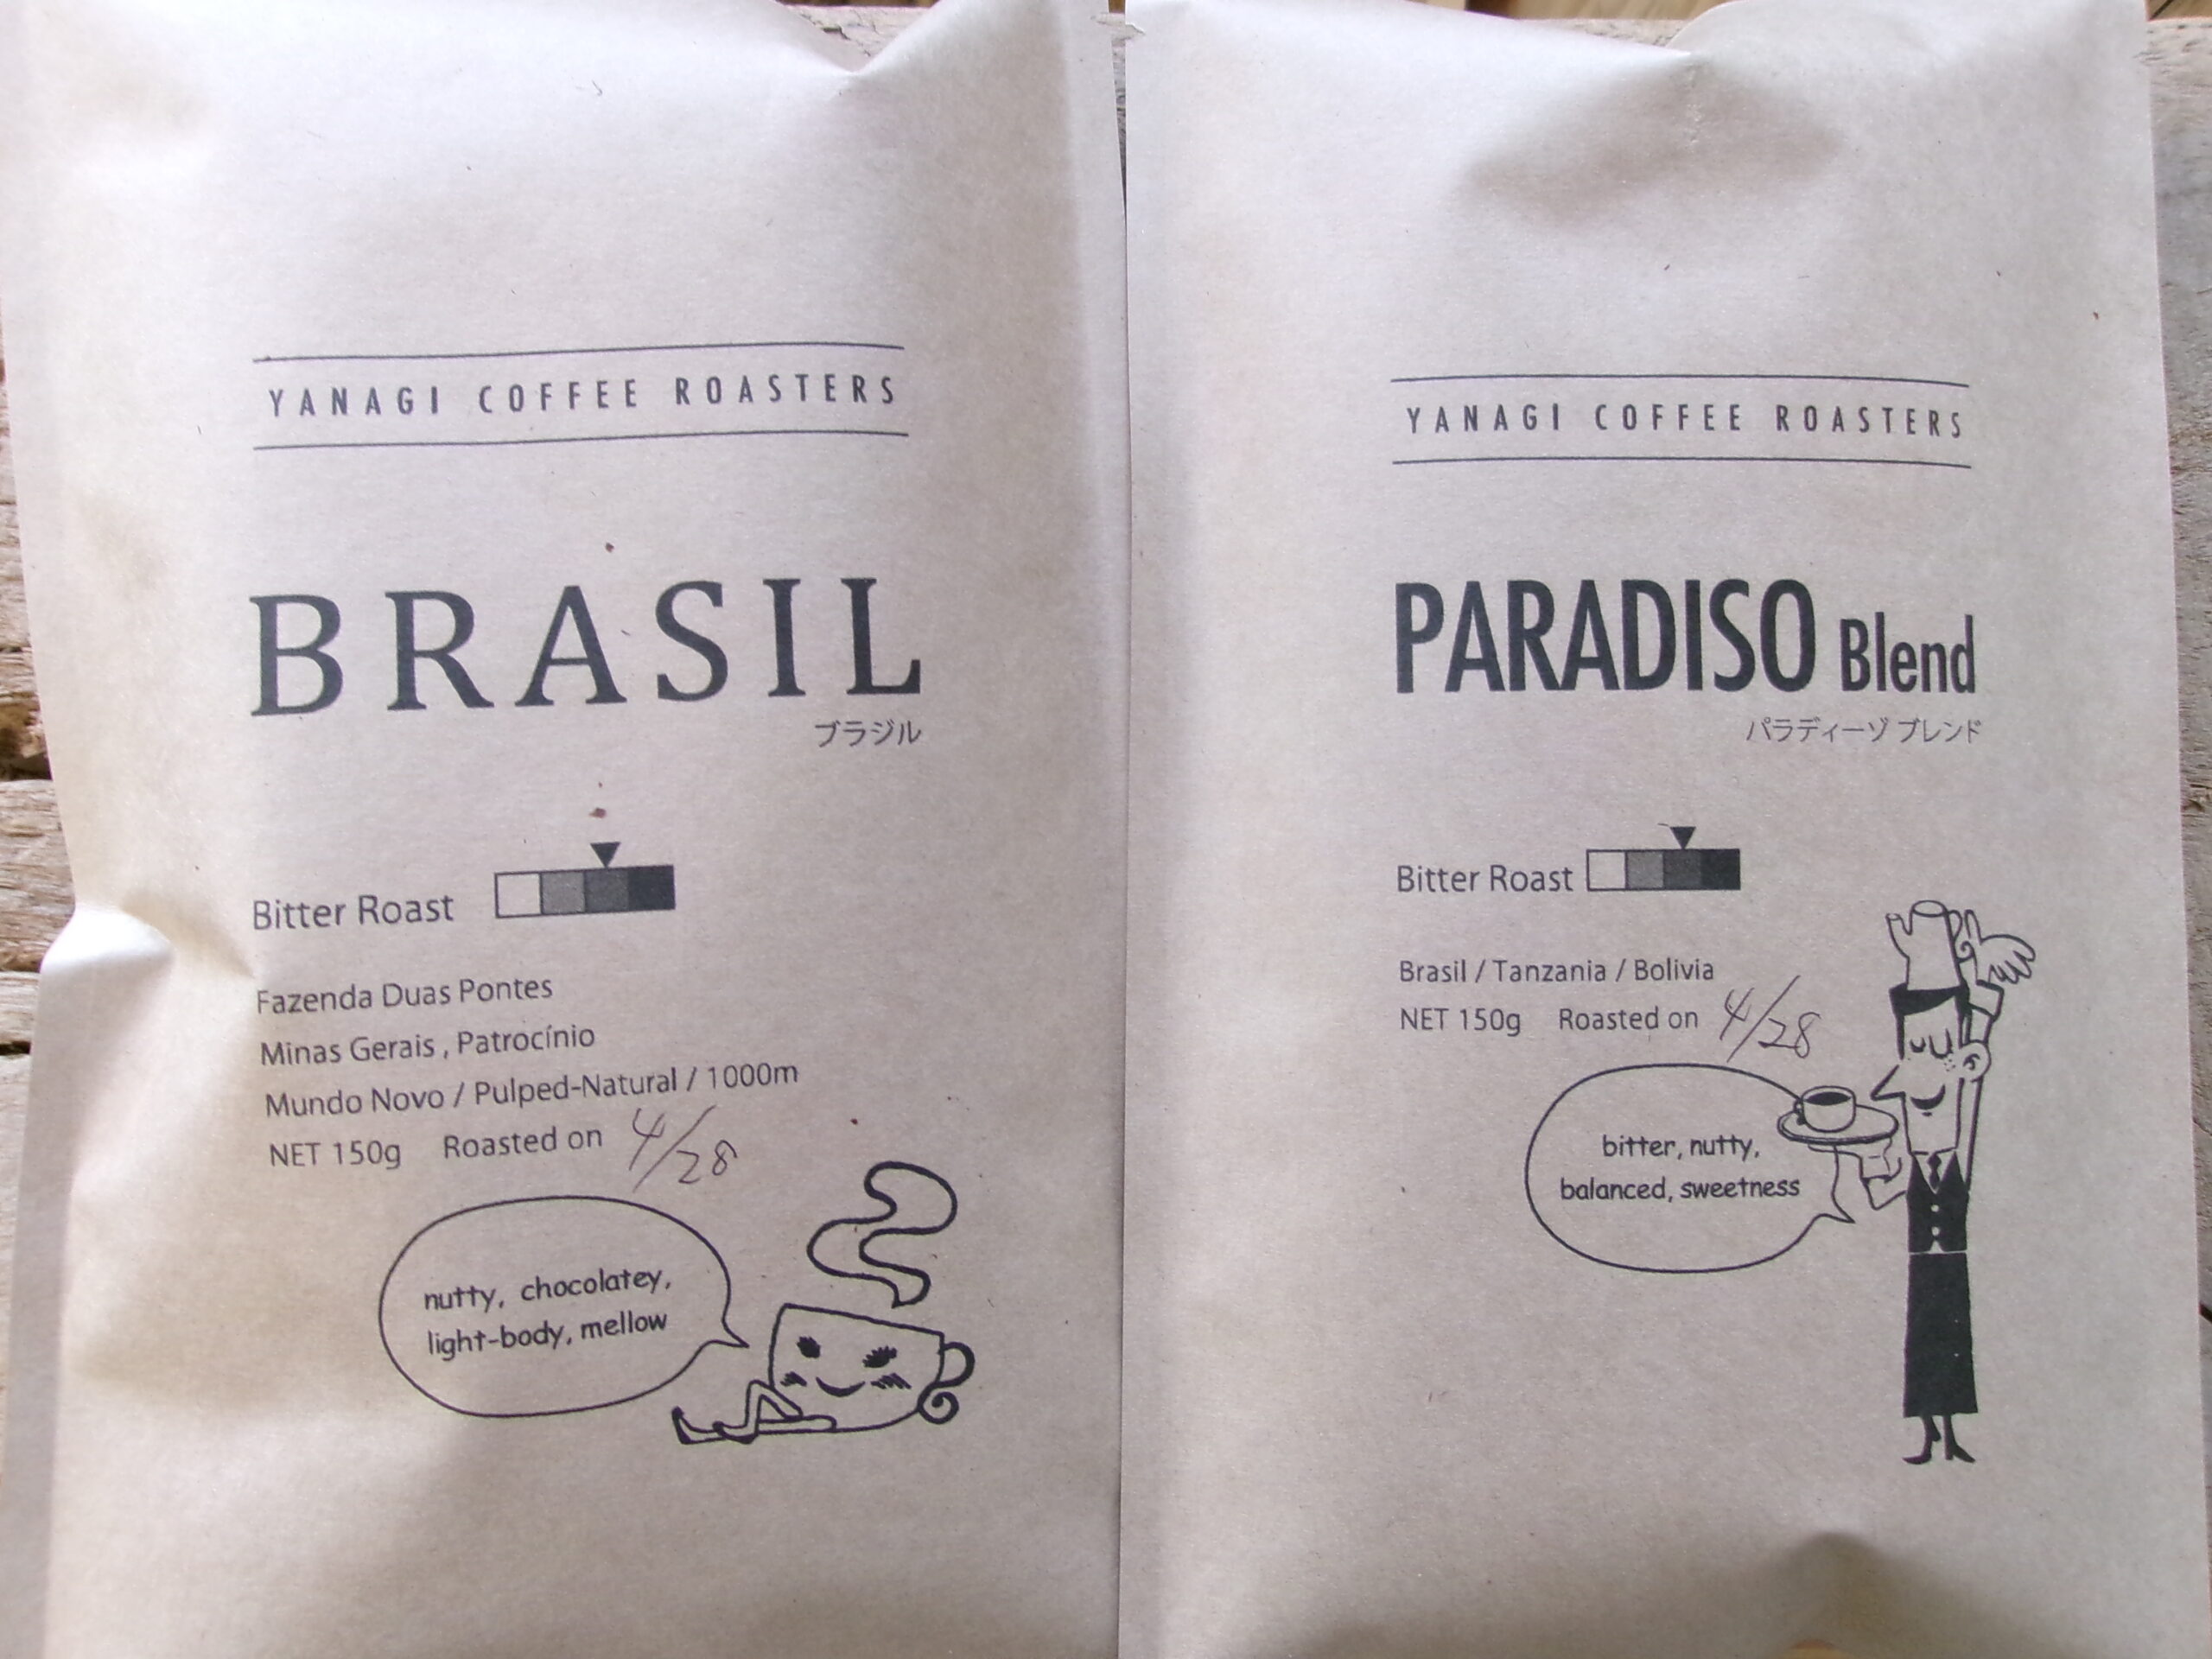 YANAGI COFFEE ROASTERS
BRASIL
ブラジル
Bitter Roast
Fazenda Duas Pontes
Minas Gerais , Patrocínio
Mundo Novo / Pulped-Natural / 1000m
NET 150g Roasted on 4/28
nutty, chocolatey,
light-body, mellow
YANAGI COFFEE ROASTERS
PARADISO Blend
パラディーゾ ブレンド
Bitter Roast
Brasil / Tanzania / Bolivia
NET 150g Roasted on 4/28
bitter, nutty,
balanced, sweetness